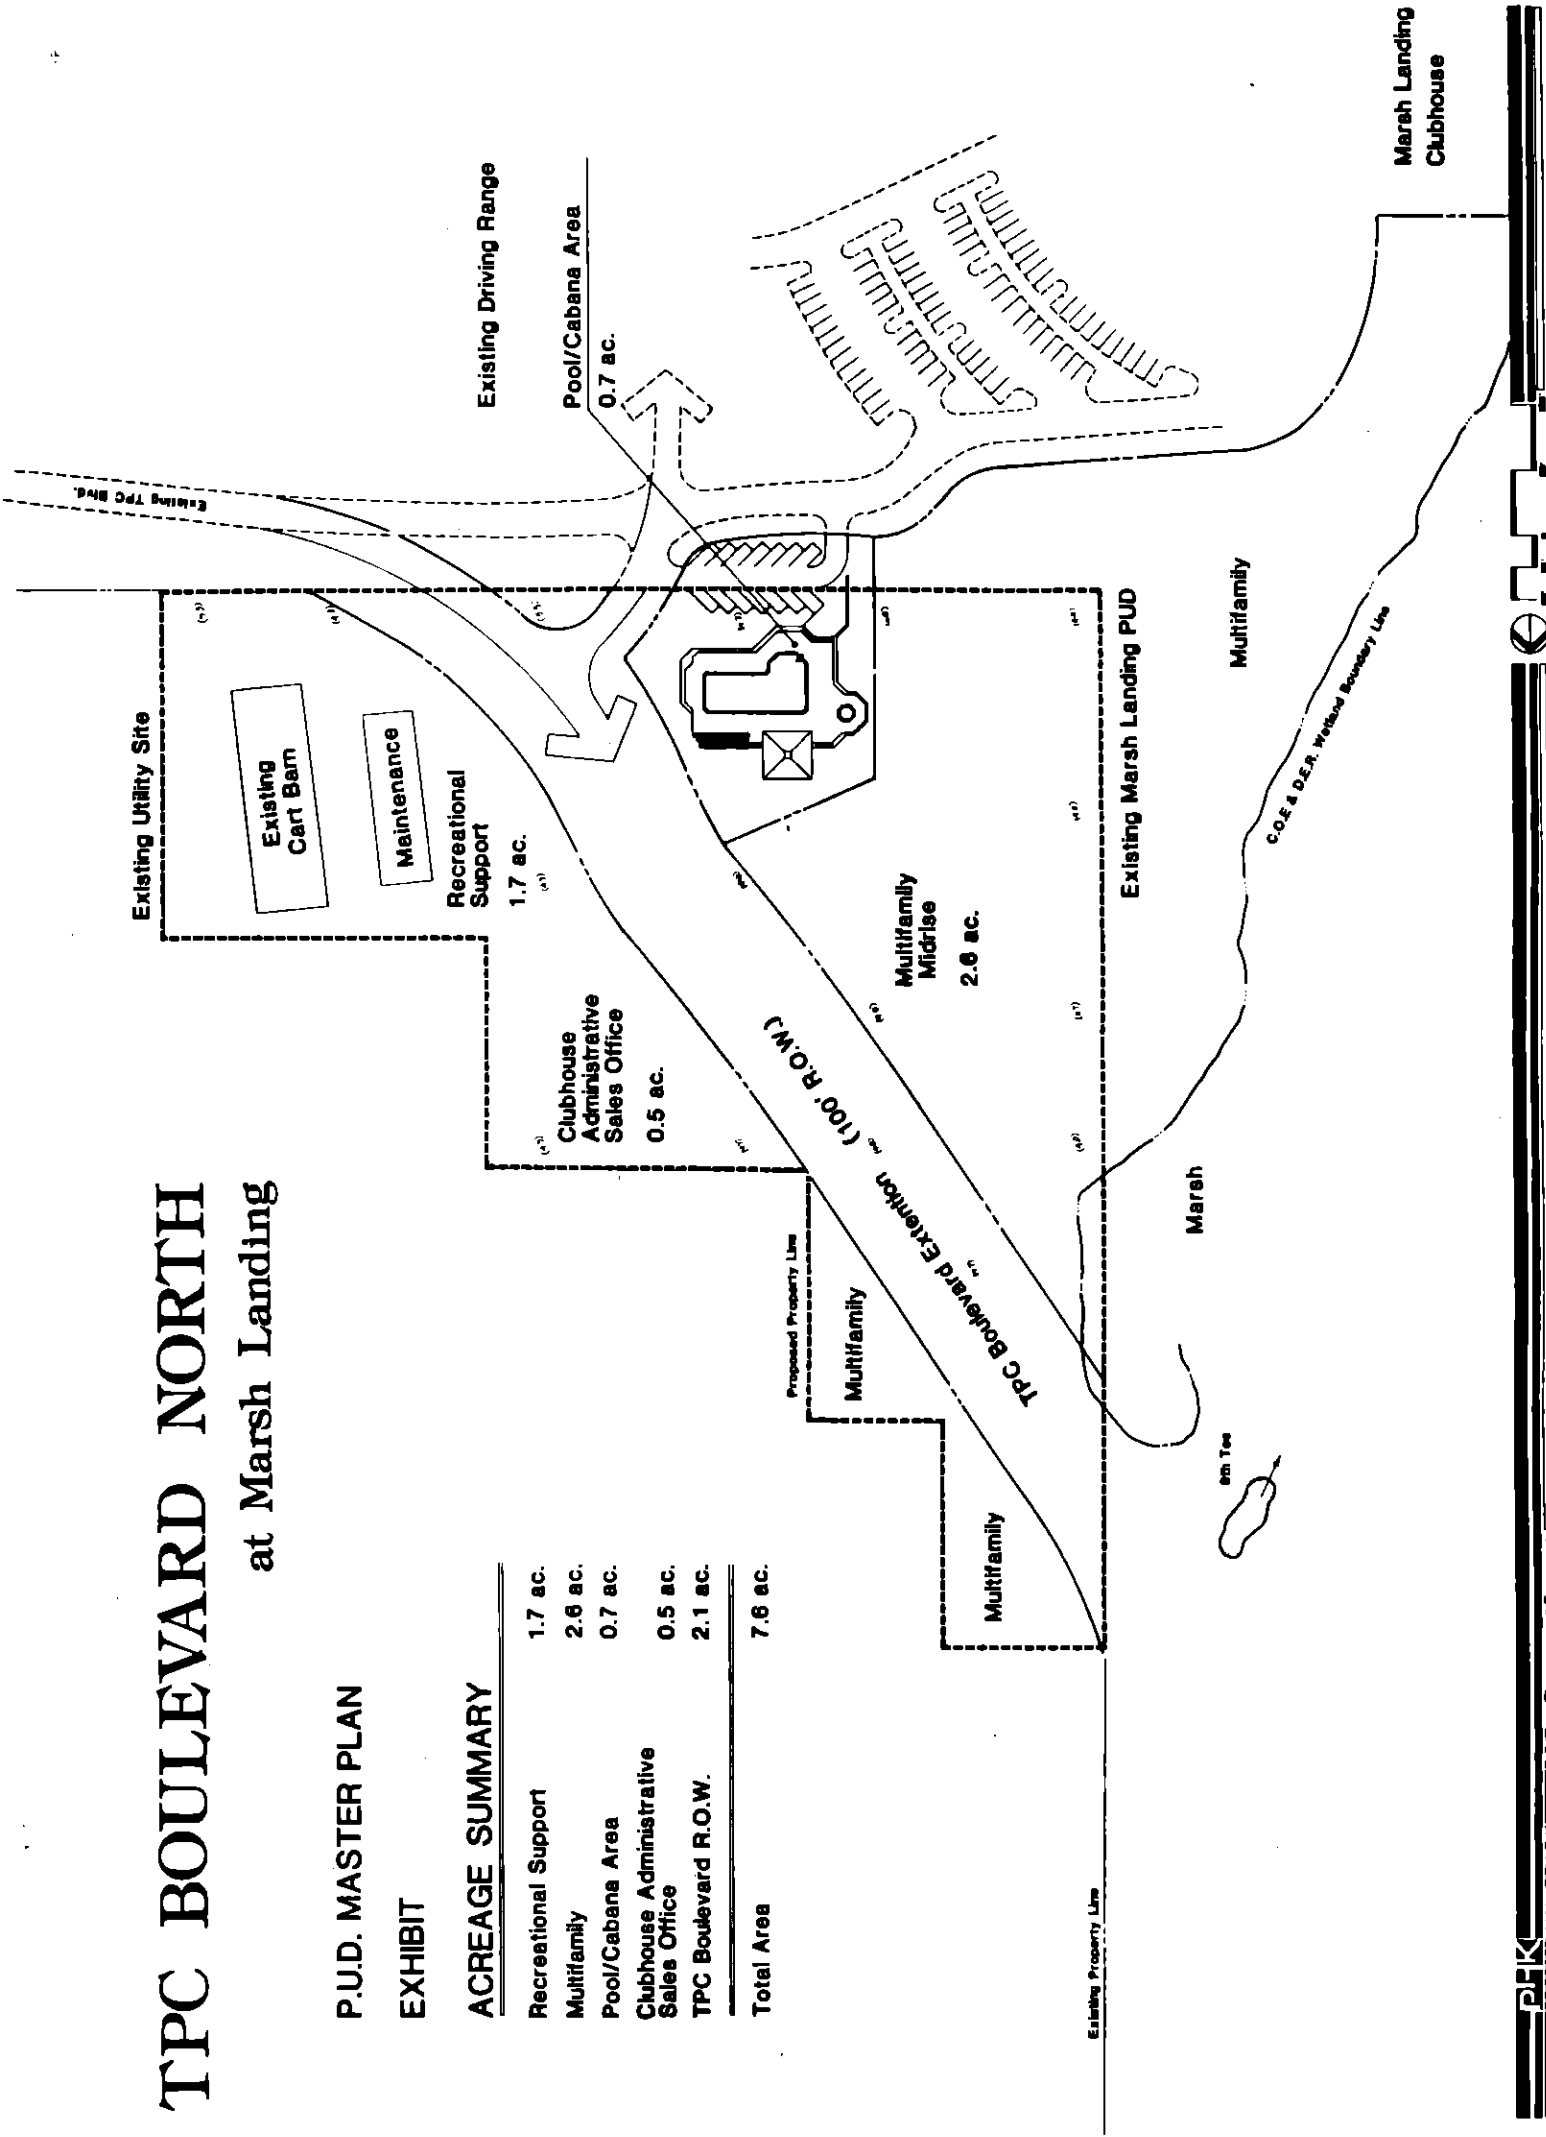 TPC BOULEVARD NORTH
at Marsh Landing
P.U.D. MASTER PLAN
EXHIBIT
ACREAGE SUMMARY
Recreational Support 1.7 ac.
Multifamily 2.6 ac.
Pool/Cabana Area 0.7 ac.
Clubhouse Administrative
Sales Office 0.5 ac.
TPC Boulevard R.O.W. 2.1 ac.
Total Area 7.6 ac.
Existing Utility Site
Existing
Cart Barn
Maintenance
Recreational
Support
1.7 ac.
Clubhouse
Administrative
Sales Office
0.5 ac.
Existing TPC Blvd.
Existing Driving Range
Pool/Cabana Area
0.7 ac.
Multifamily
Midrise
2.6 ac.
TPC Boulevard Extention (100' R.O.W.)
Proposed Property Line
Multifamily
Multifamily
Existing Marsh Landing PUD
Multifamily
C.O.E & D.E.R. Wetland Boundary Line
Marsh
9th Tee
Existing Property Line
Marsh Landing
Clubhouse